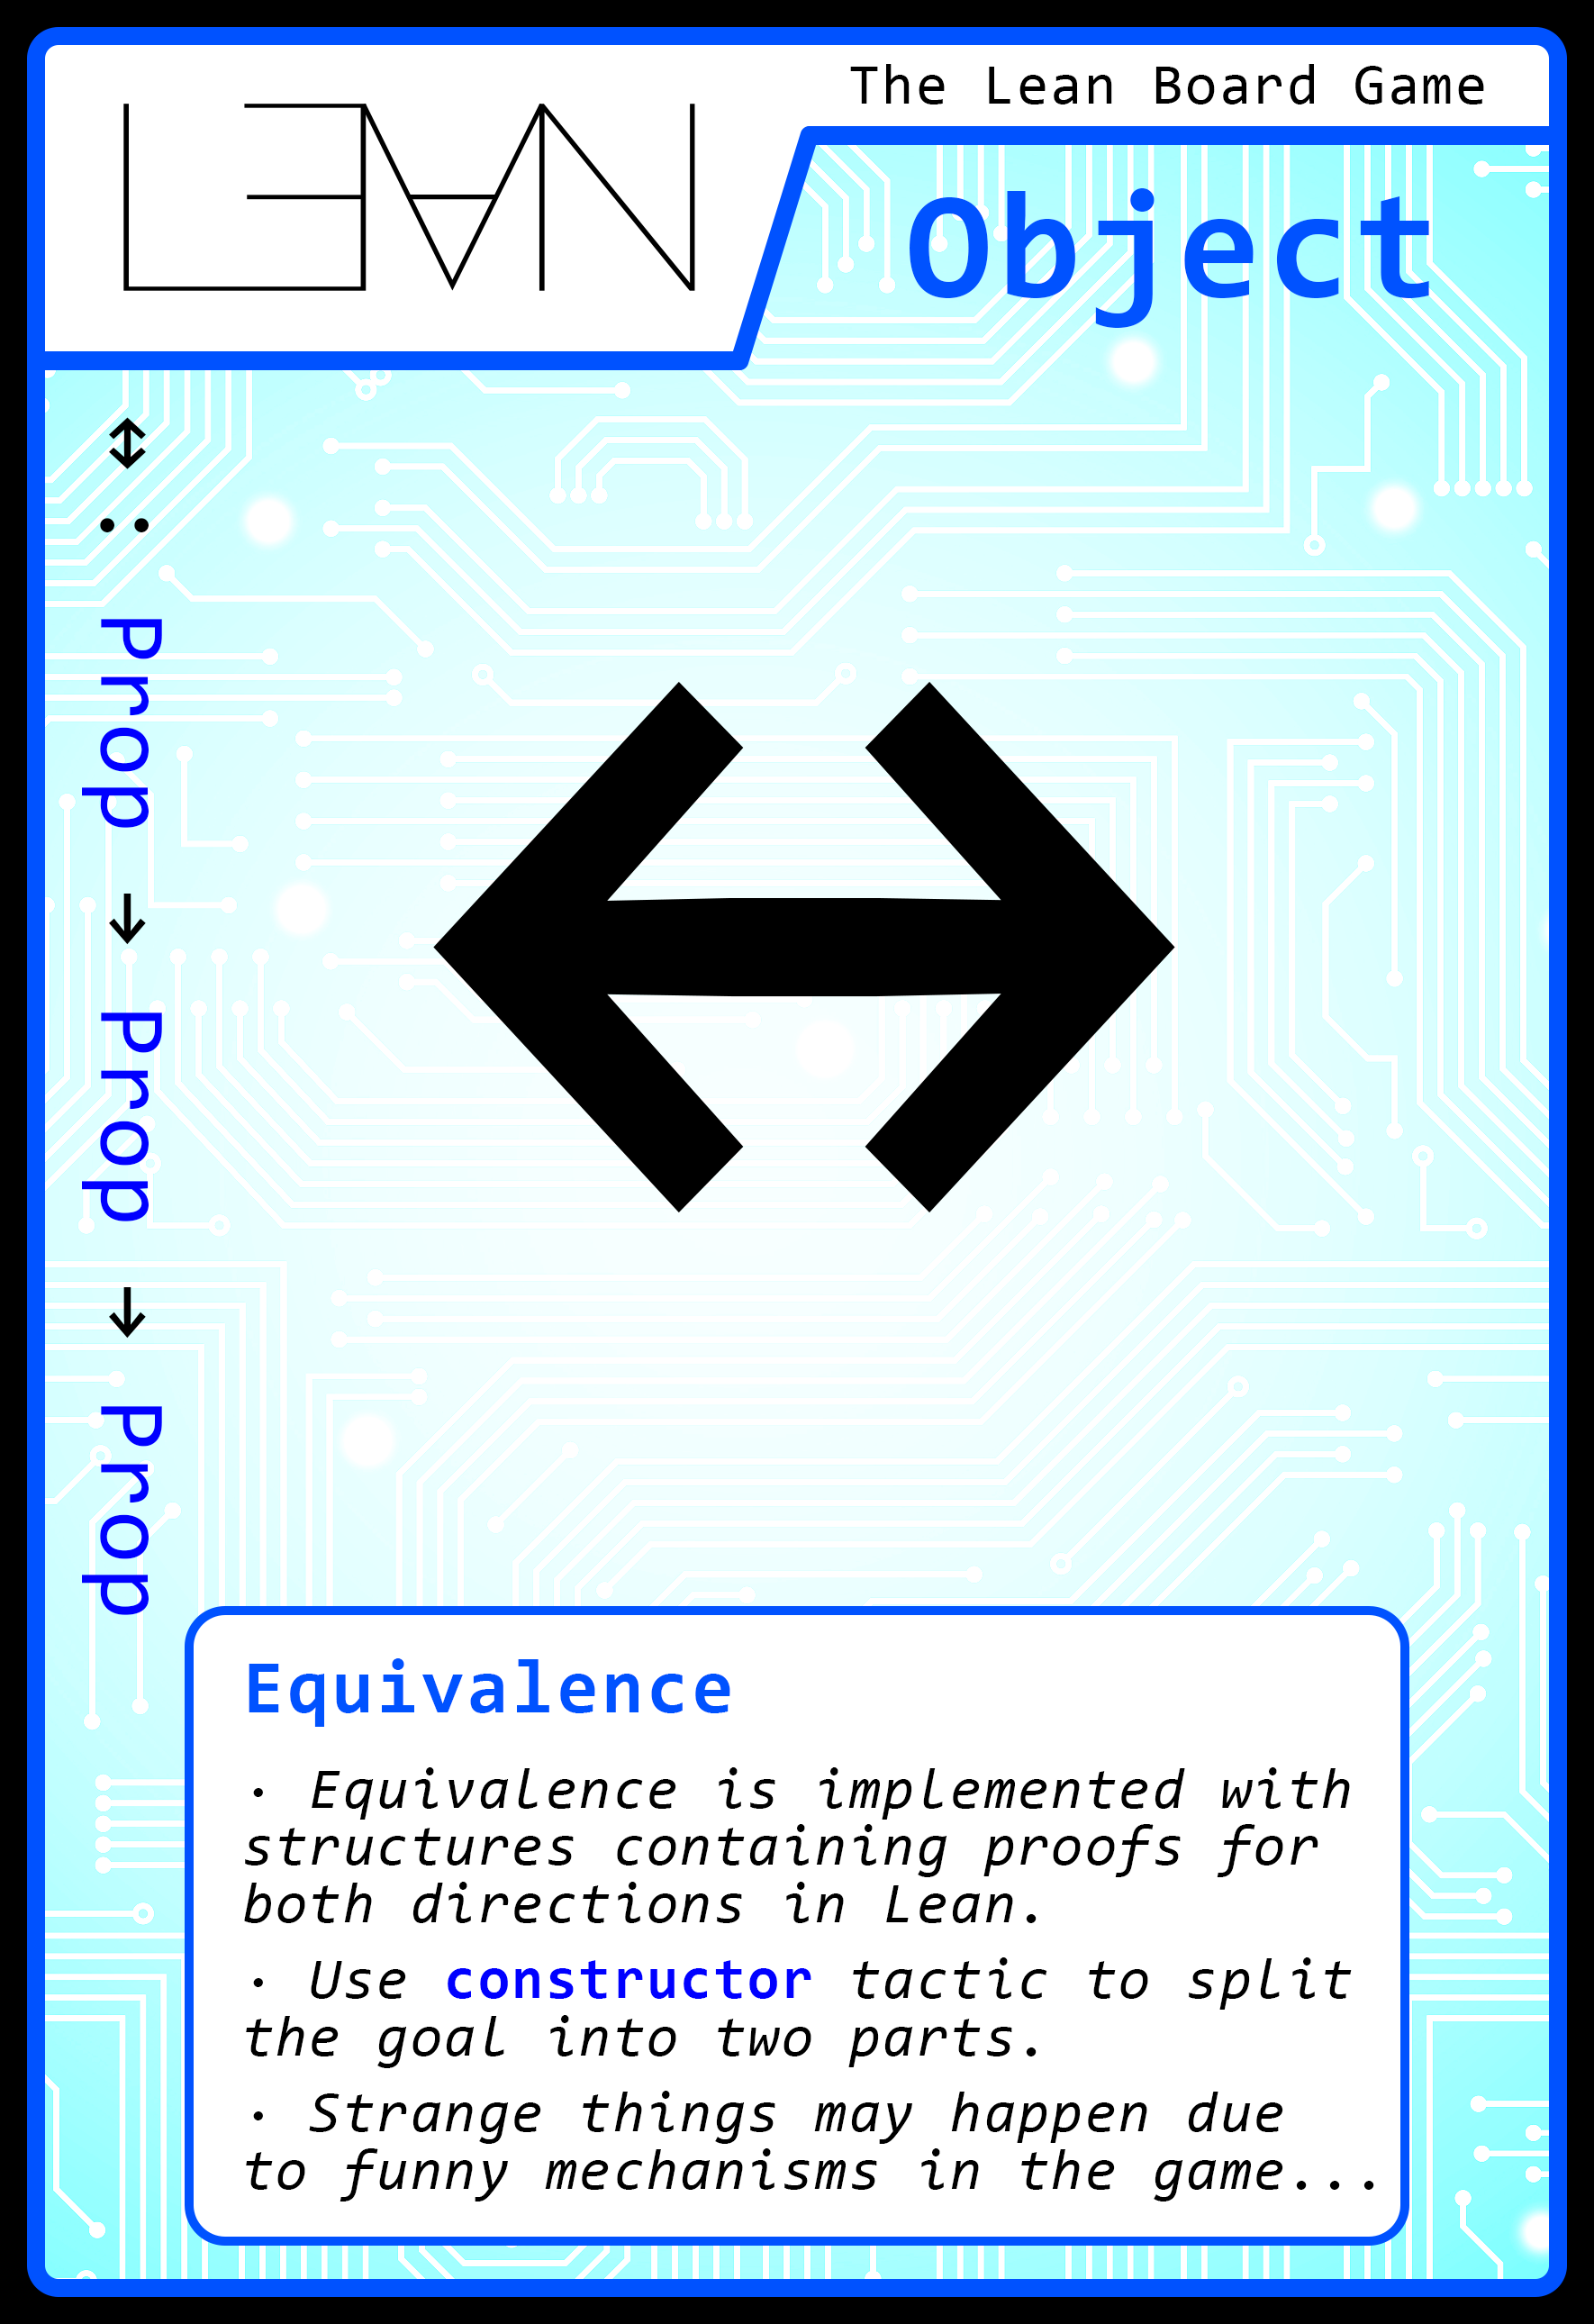 L∃∀N
The Lean Board Game
Object
↔ : Prop → Prop → Prop
↔
Equivalence
· Equivalence is implemented with
structures containing proofs for
both directions in Lean.
· Use constructor tactic to split
the goal into two parts.
· Strange things may happen due
to funny mechanisms in the game...